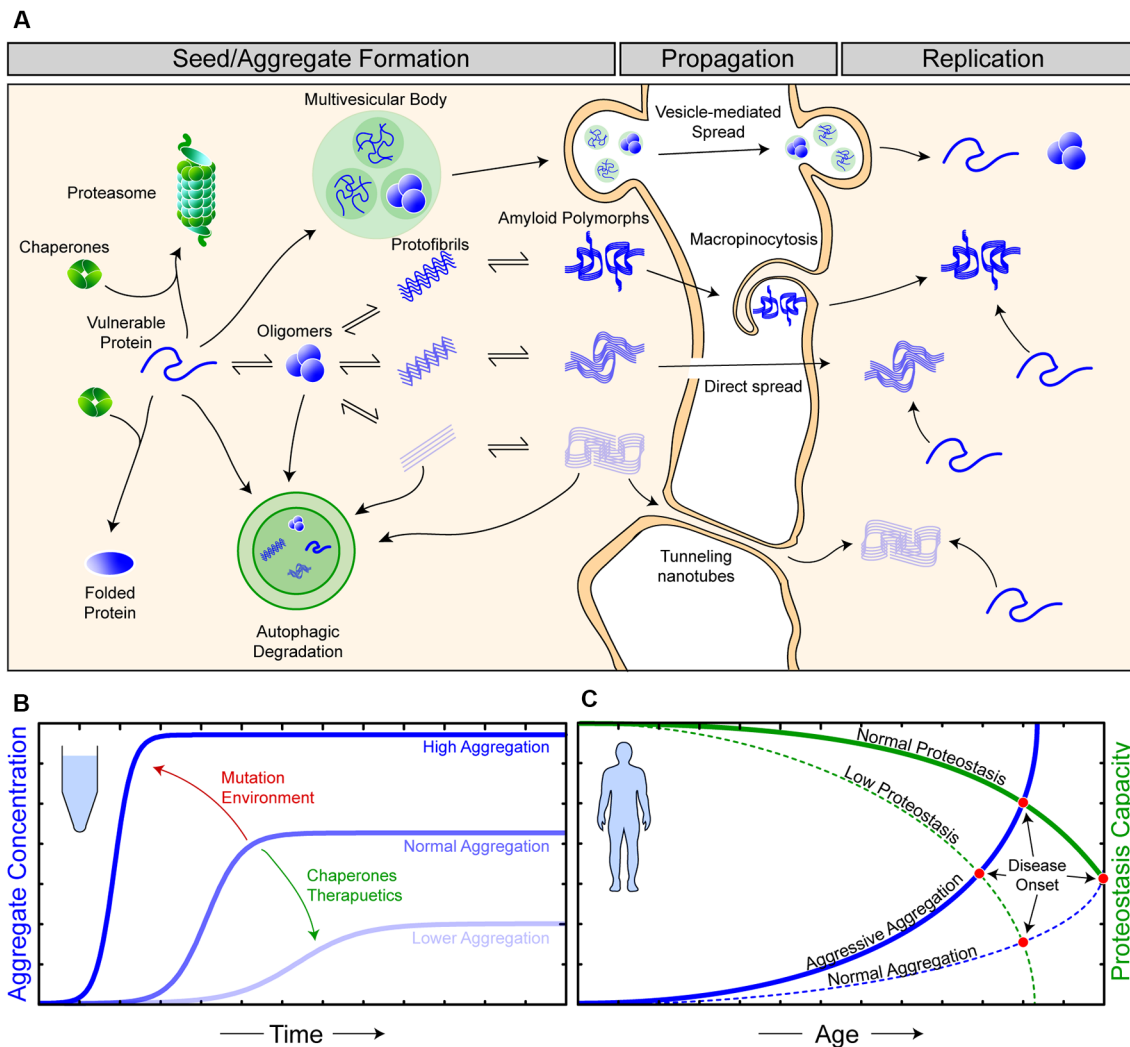 A
Seed/Aggregate Formation
Propagation
Replication
Multivesicular Body
Vesicle-mediated
Spread
Proteasome
Chaperones
Protofibrils
Amyloid Polymorphs
Macropinocytosis
Vulnerable
Protein
Oligomers
Direct spread
Folded
Protein
Autophagic
Degradation
Tunneling
nanotubes
B
Aggregate Concentration
High Aggregation
Mutation
Environment
Normal Aggregation
Chaperones
Therapuetics
Lower Aggregation
Time
C
Normal Proteostasis
Low Proteostasis
Disease
Onset
Aggressive Aggregation
Normal Aggregation
Proteostasis Capacity
Age